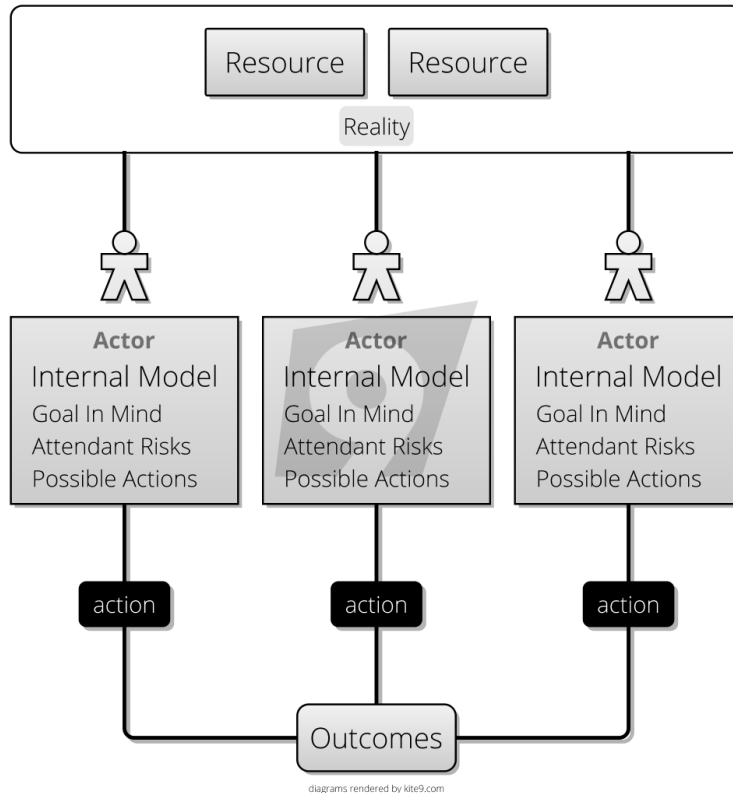 Resource Resource
Reality
Actor Actor Actor
Internal Model Internal Model Internal Model
Goal In Mind Goal In Mind Goal In Mind
Attendant Risks Attendant Risks Attendant Risks
Possible Actions Possible Actions Possible Actions
action action action
Outcomes
diagrams rendered by kite9.com